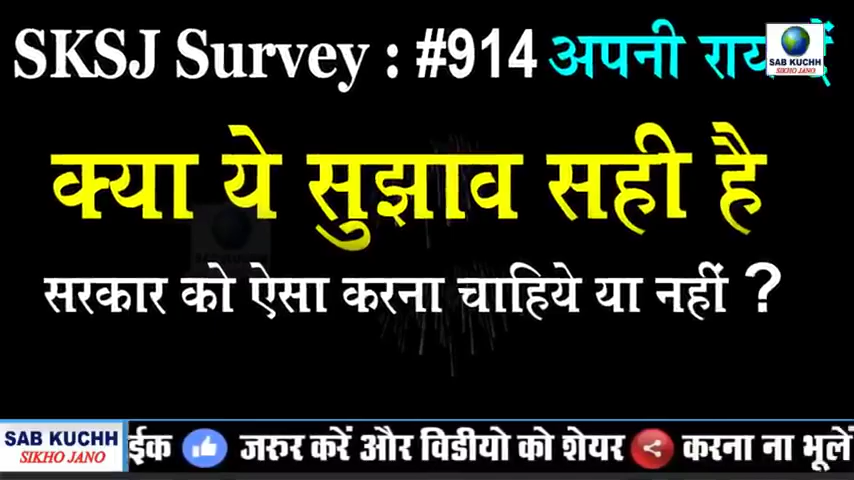 SKSJ Survey : #914 अपनी राय
SAB KUCHH
SIKHO JANO
क्या ये सुझाव सही है
सरकार को ऐसा करना चाहिये या नहीं ?
SAB KUCHH
SIKHO JANO
ईक जरुर करें और विडीयो को शेयर करना ना भूलें